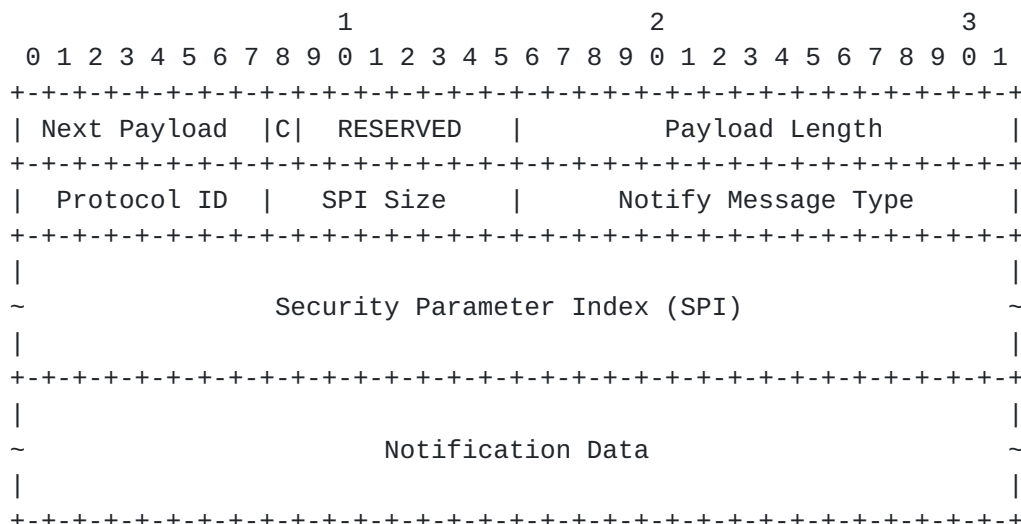 1                   2                   3
 0 1 2 3 4 5 6 7 8 9 0 1 2 3 4 5 6 7 8 9 0 1 2 3 4 5 6 7 8 9 0 1
+-+-+-+-+-+-+-+-+-+-+-+-+-+-+-+-+-+-+-+-+-+-+-+-+-+-+-+-+-+-+-+-+
| Next Payload  |C|  RESERVED   |         Payload Length        |
+-+-+-+-+-+-+-+-+-+-+-+-+-+-+-+-+-+-+-+-+-+-+-+-+-+-+-+-+-+-+-+-+
|  Protocol ID  |   SPI Size    |      Notify Message Type      |
+-+-+-+-+-+-+-+-+-+-+-+-+-+-+-+-+-+-+-+-+-+-+-+-+-+-+-+-+-+-+-+-+
|                                                               |
~                Security Parameter Index (SPI)                 ~
|                                                               |
+-+-+-+-+-+-+-+-+-+-+-+-+-+-+-+-+-+-+-+-+-+-+-+-+-+-+-+-+-+-+-+-+
|                                                               |
~                       Notification Data                       ~
|                                                               |
+-+-+-+-+-+-+-+-+-+-+-+-+-+-+-+-+-+-+-+-+-+-+-+-+-+-+-+-+-+-+-+-+